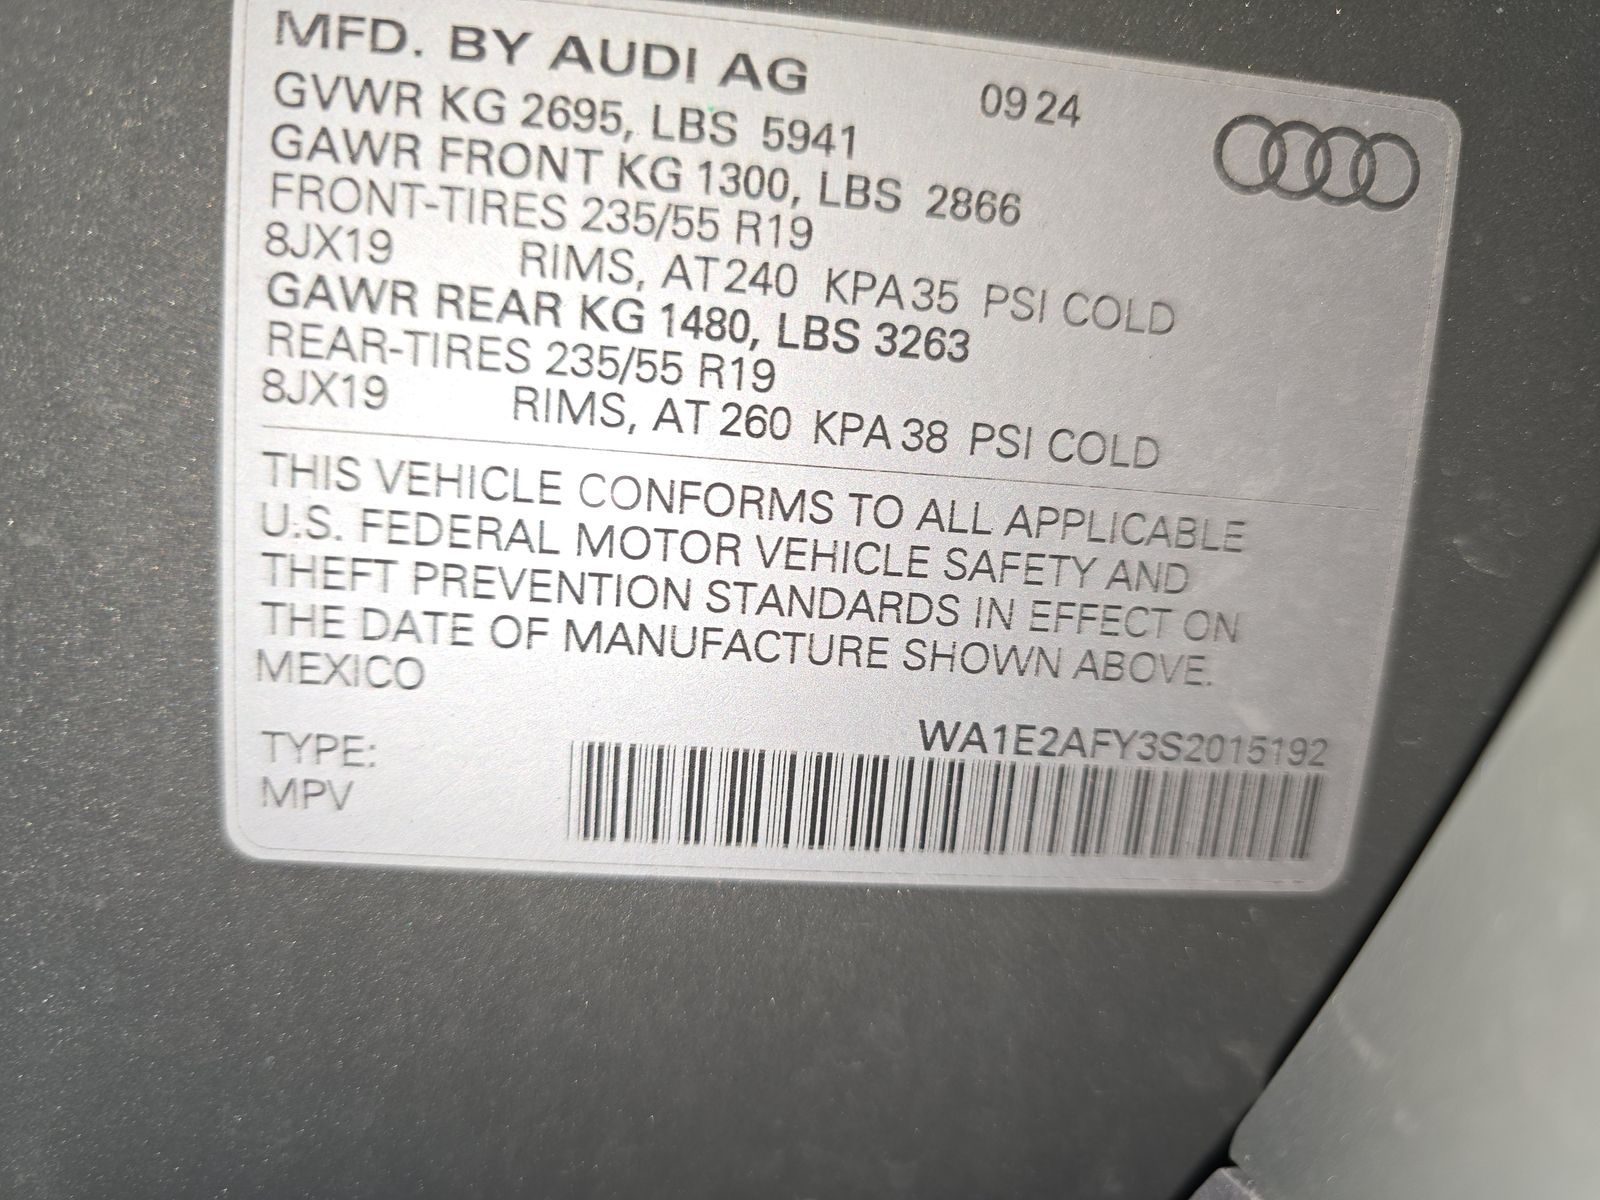 MFD. BY AUDI AG 09 24
GVWR KG 2695, LBS 5941
GAWR FRONT KG 1300, LBS 2866
FRONT-TIRES 235/55 R19
8JX19 RIMS, AT 240 KPA 35 PSI COLD
GAWR REAR KG 1480, LBS 3263
REAR-TIRES 235/55 R19
8JX19 RIMS, AT 260 KPA 38 PSI COLD
THIS VEHICLE CONFORMS TO ALL APPLICABLE
U.S. FEDERAL MOTOR VEHICLE SAFETY AND
THEFT PREVENTION STANDARDS IN EFFECT ON
THE DATE OF MANUFACTURE SHOWN ABOVE.
MEXICO
WA1E2AFY3S2015192
TYPE:
MPV